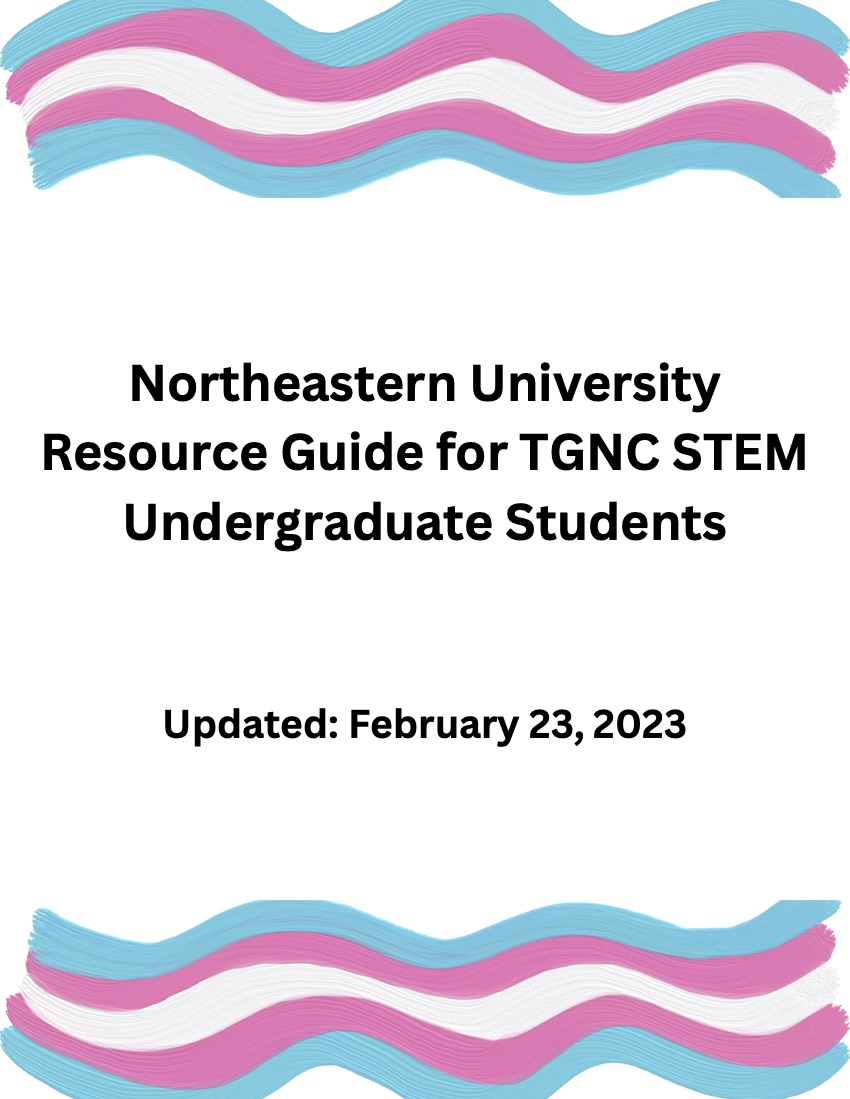 Northeastern University
Resource Guide for TGNC STEM
Undergraduate Students
Updated: February 23, 2023